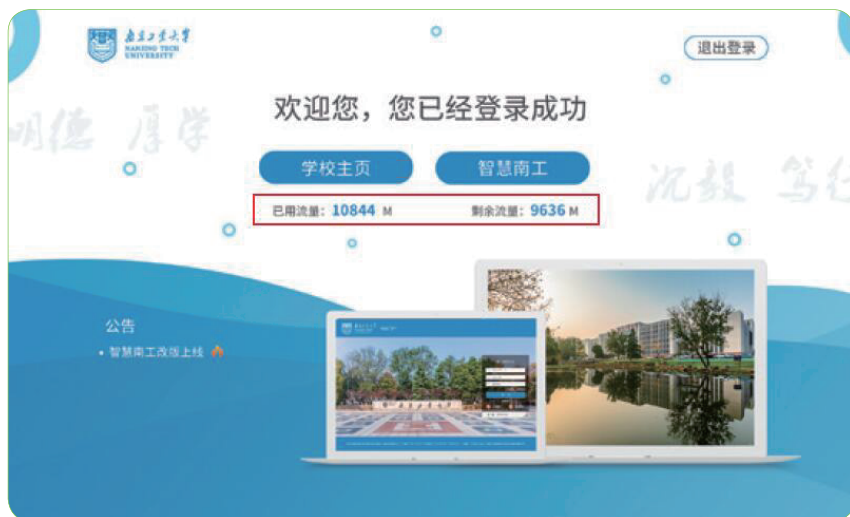 南京工业大学
NANJING TECH
UNIVERSITY
退出登录
明德 厚学
欢迎您，您已经登录成功
学校主页
智慧南工
沉毅 笃行
已用流量：10844 M
剩余流量：9636 M
公告
• 智慧南工改版上线